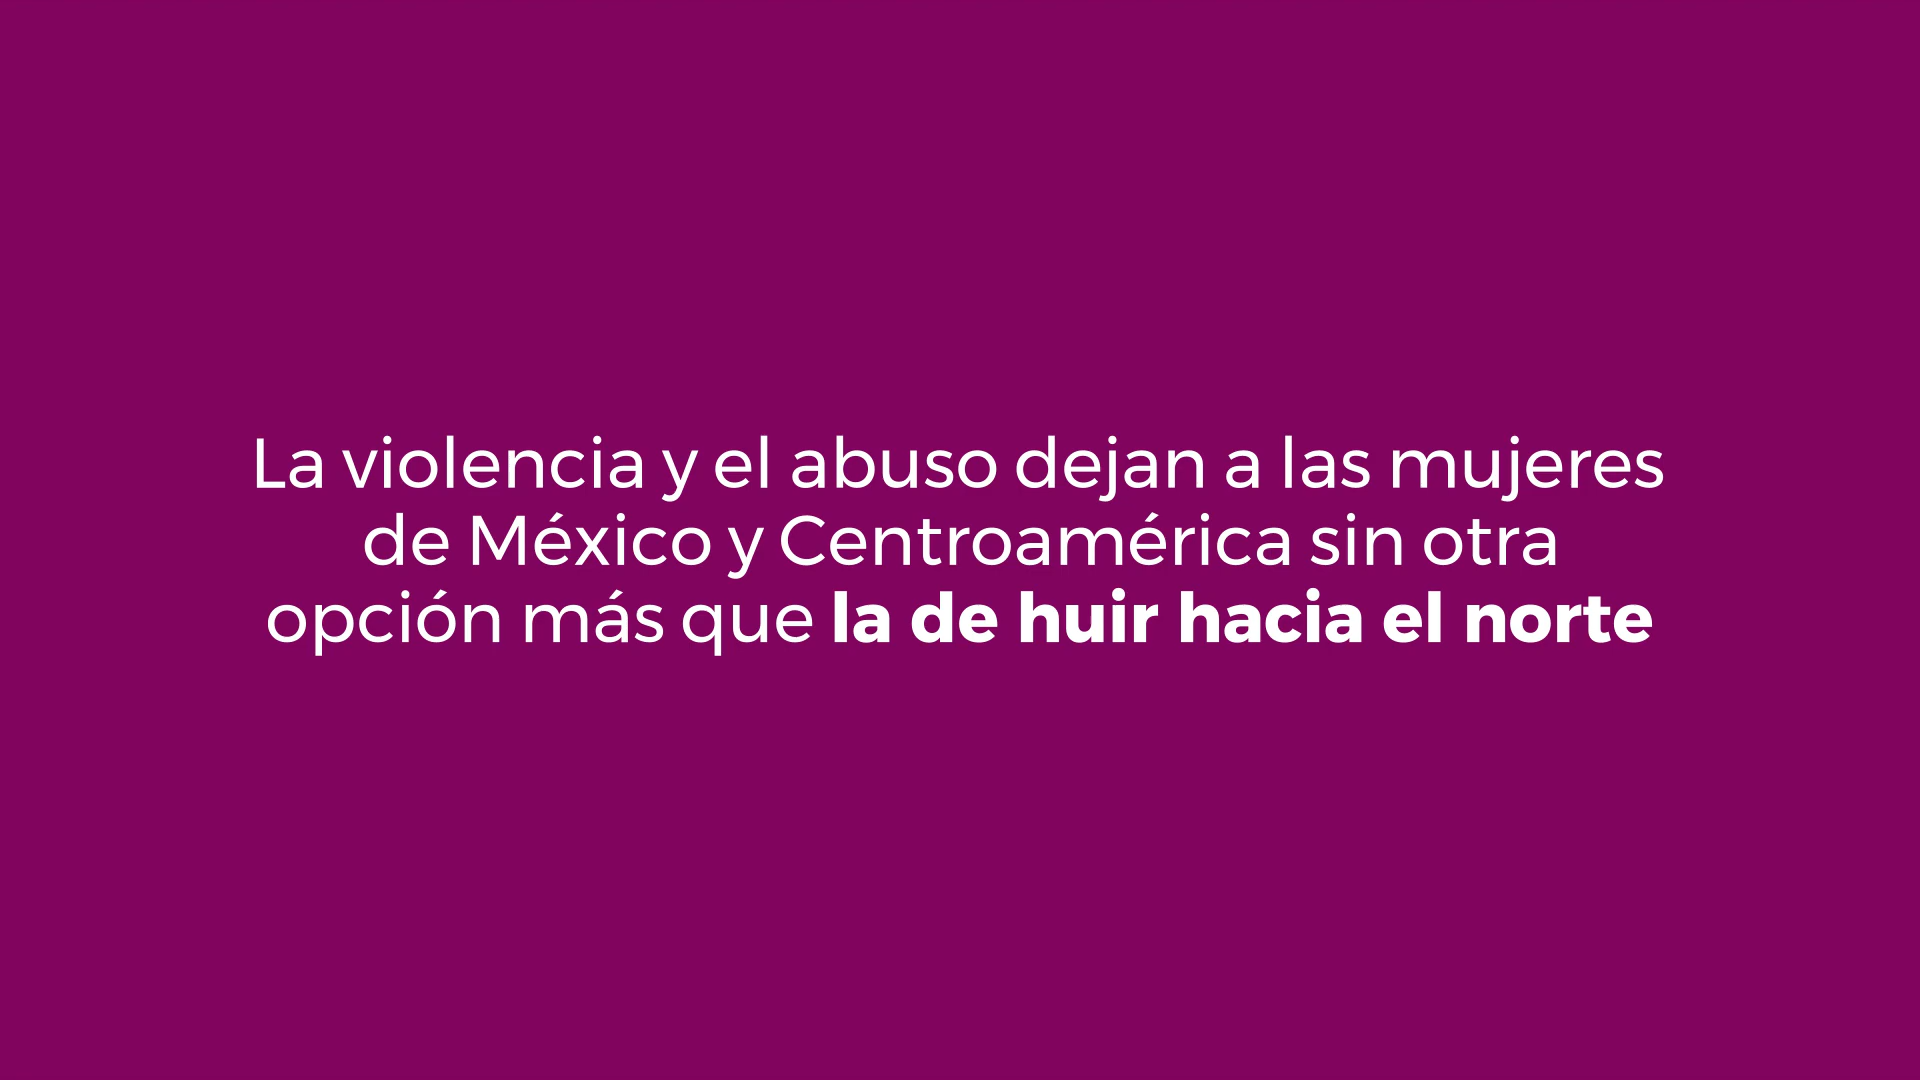 La violencia y el abuso dejan a las mujeres
de México y Centroamérica sin otra
opción más que la de huir hacia el norte